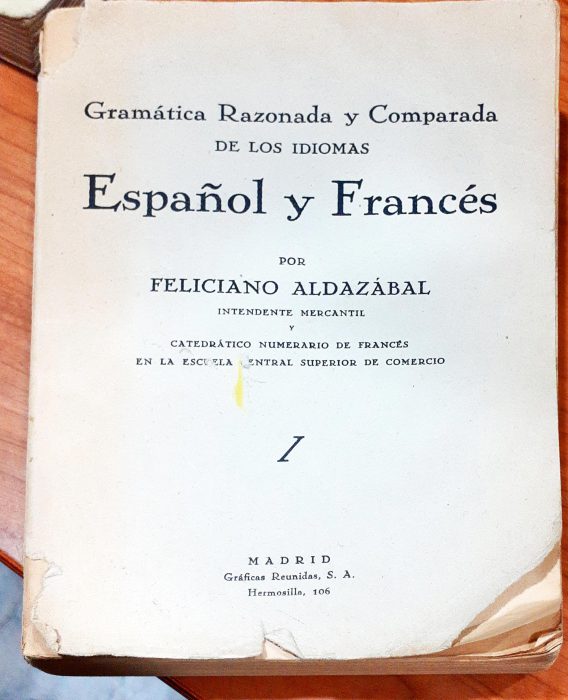 Gramática Razonada y Comparada
DE LOS IDIOMAS
Español y Francés
POR
FELICIANO ALDAZÁBAL
INTENDENTE MERCANTIL
Y
CATEDRÁTICO NUMERARIO DE FRANCÉS
EN LA ESCUELA CENTRAL SUPERIOR DE COMERCIO
I
MADRID
Gráficas Reunidas, S. A.
Hermosilla, 106